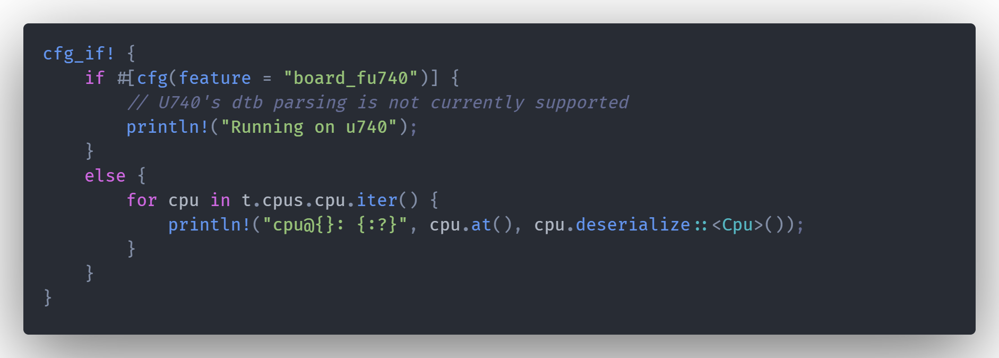 cfg_if! {
    if #[cfg(feature = "board_fu740")] {
        // U740's dtb parsing is not currently supported
        println!("Running on u740");
    }
    else {
        for cpu in t.cpus.cpu.iter() {
            println!("cpu@{}: {:?}", cpu.at(), cpu.deserialize::<Cpu>());
        }
    }
}